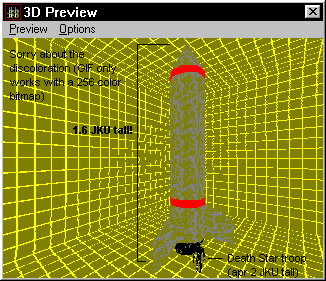 3D Preview
Preview Options
Sorry about the
discoloration (GIF only
works with a 256 color
bitmap)
1.6 JKU tall!
Death Star troop
(apr 2 JKU tall)